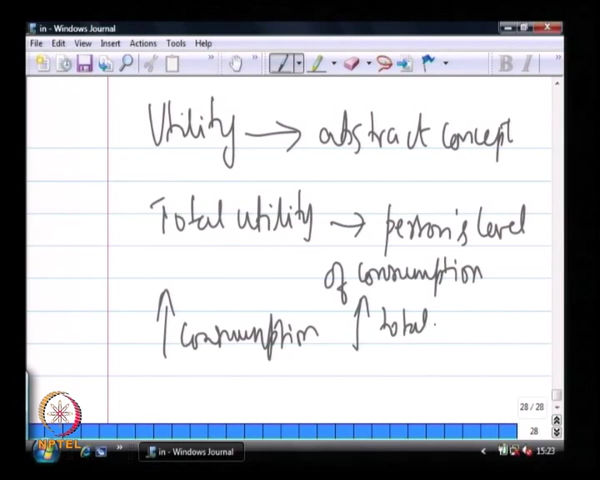 in - Windows Journal
File Edit View Insert Actions Tools Help
B I
Utility → abstract concept
Total utility → person's level
of consumption
↑ consumption ↑ total.
28 / 28
28
NPTEL
in - Windows Journal
15:23